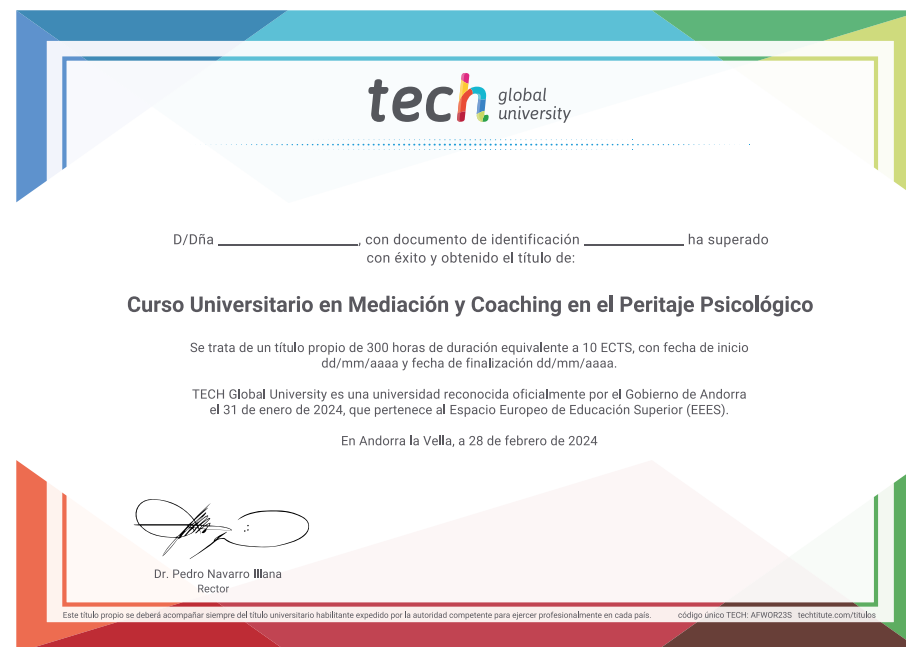 tech global university
D/Dña ____________________, con documento de identificación ______________ ha superado
con éxito y obtenido el título de:
Curso Universitario en Mediación y Coaching en el Peritaje Psicológico
Se trata de un título propio de 300 horas de duración equivalente a 10 ECTS, con fecha de inicio
dd/mm/aaaa y fecha de finalización dd/mm/aaaa.
TECH Global University es una universidad reconocida oficialmente por el Gobierno de Andorra
el 31 de enero de 2024, que pertenece al Espacio Europeo de Educación Superior (EEES).
En Andorra la Vella, a 28 de febrero de 2024
Dr. Pedro Navarro Illana
Rector
Este título propio se deberá acompañar siempre del título universitario habilitante expedido por la autoridad competente para ejercer profesionalmente en cada país. código único TECH: AFWOR23S techtitute.com/titulos